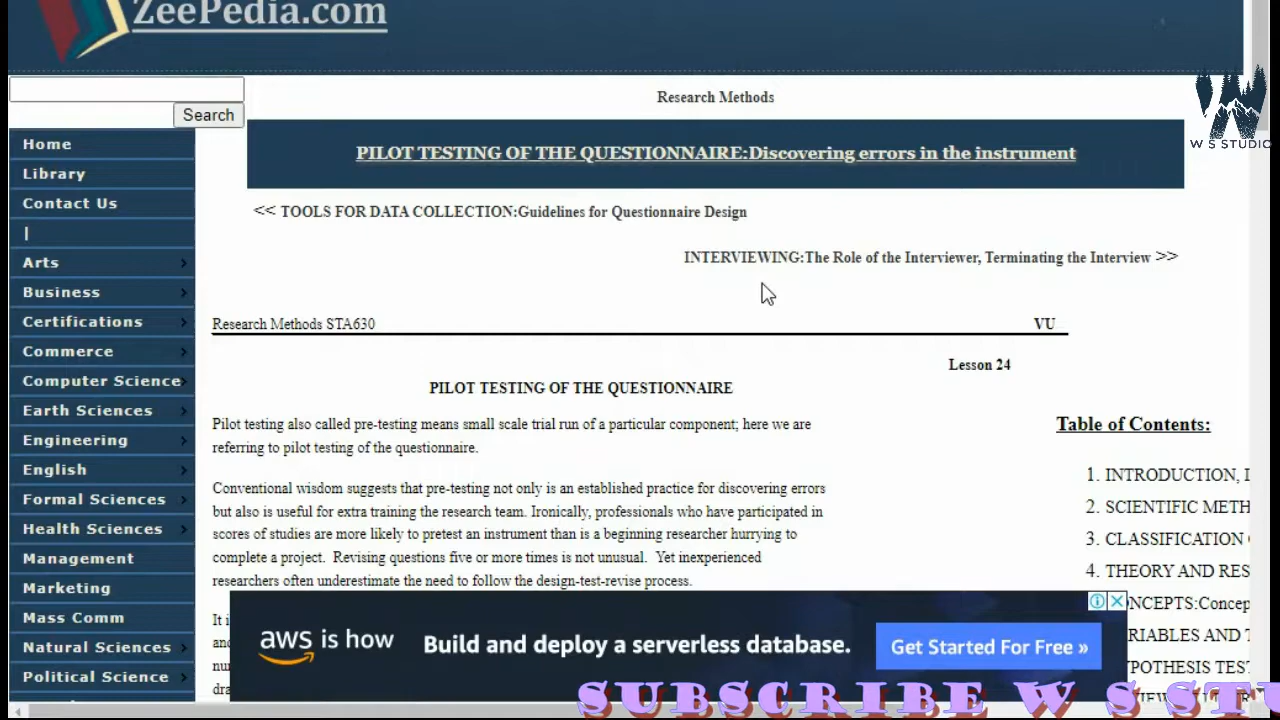 ZeePedia.com
Search
Home
Library
Contact Us
|
Arts
Business
Certifications
Commerce
Computer Science
Earth Sciences
Engineering
English
Formal Sciences
Health Sciences
Management
Marketing
Mass Comm
Natural Sciences
Political Science
Research Methods
PILOT TESTING OF THE QUESTIONNAIRE:Discovering errors in the instrument
<< TOOLS FOR DATA COLLECTION:Guidelines for Questionnaire Design
INTERVIEWING:The Role of the Interviewer, Terminating the Interview >>
W S STUDIO
Research Methods STA630 VU
Lesson 24
PILOT TESTING OF THE QUESTIONNAIRE
Pilot testing also called pre-testing means small scale trial run of a particular component; here we are
referring to pilot testing of the questionnaire.
Conventional wisdom suggests that pre-testing not only is an established practice for discovering errors
but also is useful for extra training the research team. Ironically, professionals who have participated in
scores of studies are more likely to pretest an instrument than is a beginning researcher hurrying to
complete a project. Revising questions five or more times is not unusual. Yet inexperienced
researchers often underestimate the need to follow the design-test-revise process.
Table of Contents:
1. INTRODUCTION,
2. SCIENTIFIC METH
3. CLASSIFICATION
4. THEORY AND RES
NCEPTS:Concep
RIABLES AND
POTHESIS TEST
aws is how
Build and deploy a serverless database.
Get Started For Free »
SUBSCRIBE W S STU